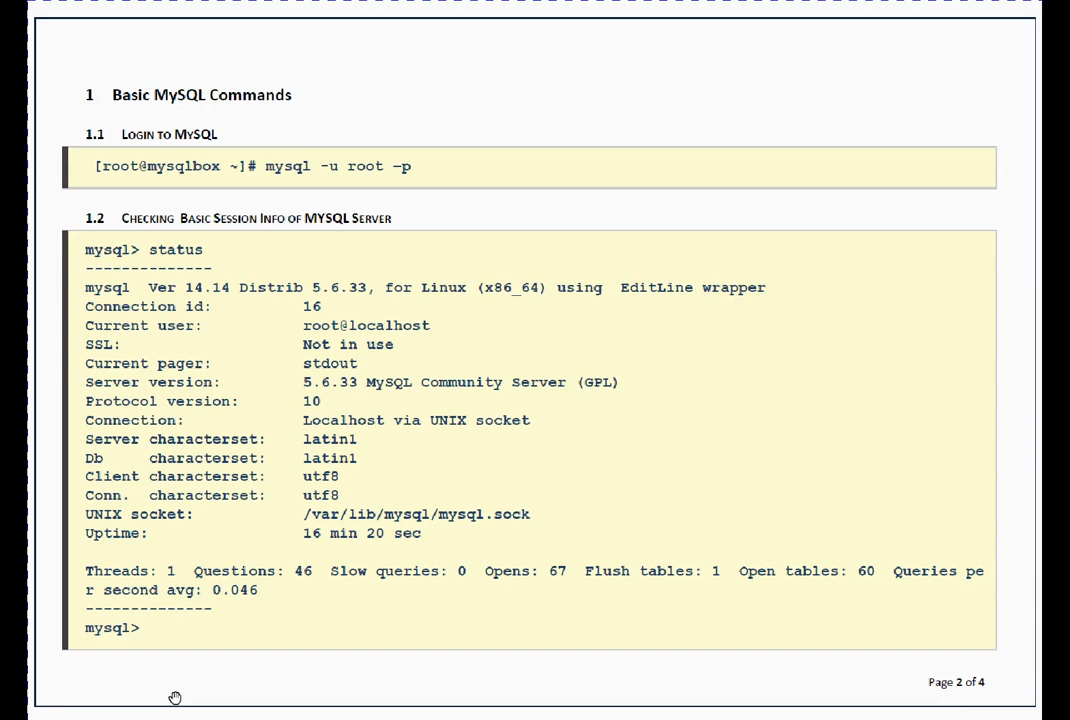 1 Basic MySQL Commands
1.1 LOGIN TO MYSQL
[root@mysqlbox ~]# mysql -u root –p
1.2 CHECKING BASIC SESSION INFO OF MYSQL SERVER
mysql> status
--------------
mysql Ver 14.14 Distrib 5.6.33, for Linux (x86_64) using EditLine wrapper
Connection id: 16
Current user: root@localhost
SSL: Not in use
Current pager: stdout
Server version: 5.6.33 MySQL Community Server (GPL)
Protocol version: 10
Connection: Localhost via UNIX socket
Server characterset: latin1
Db characterset: latin1
Client characterset: utf8
Conn. characterset: utf8
UNIX socket: /var/lib/mysql/mysql.sock
Uptime: 16 min 20 sec
Threads: 1 Questions: 46 Slow queries: 0 Opens: 67 Flush tables: 1 Open tables: 60 Queries pe
r second avg: 0.046
--------------
mysql>
Page 2 of 4